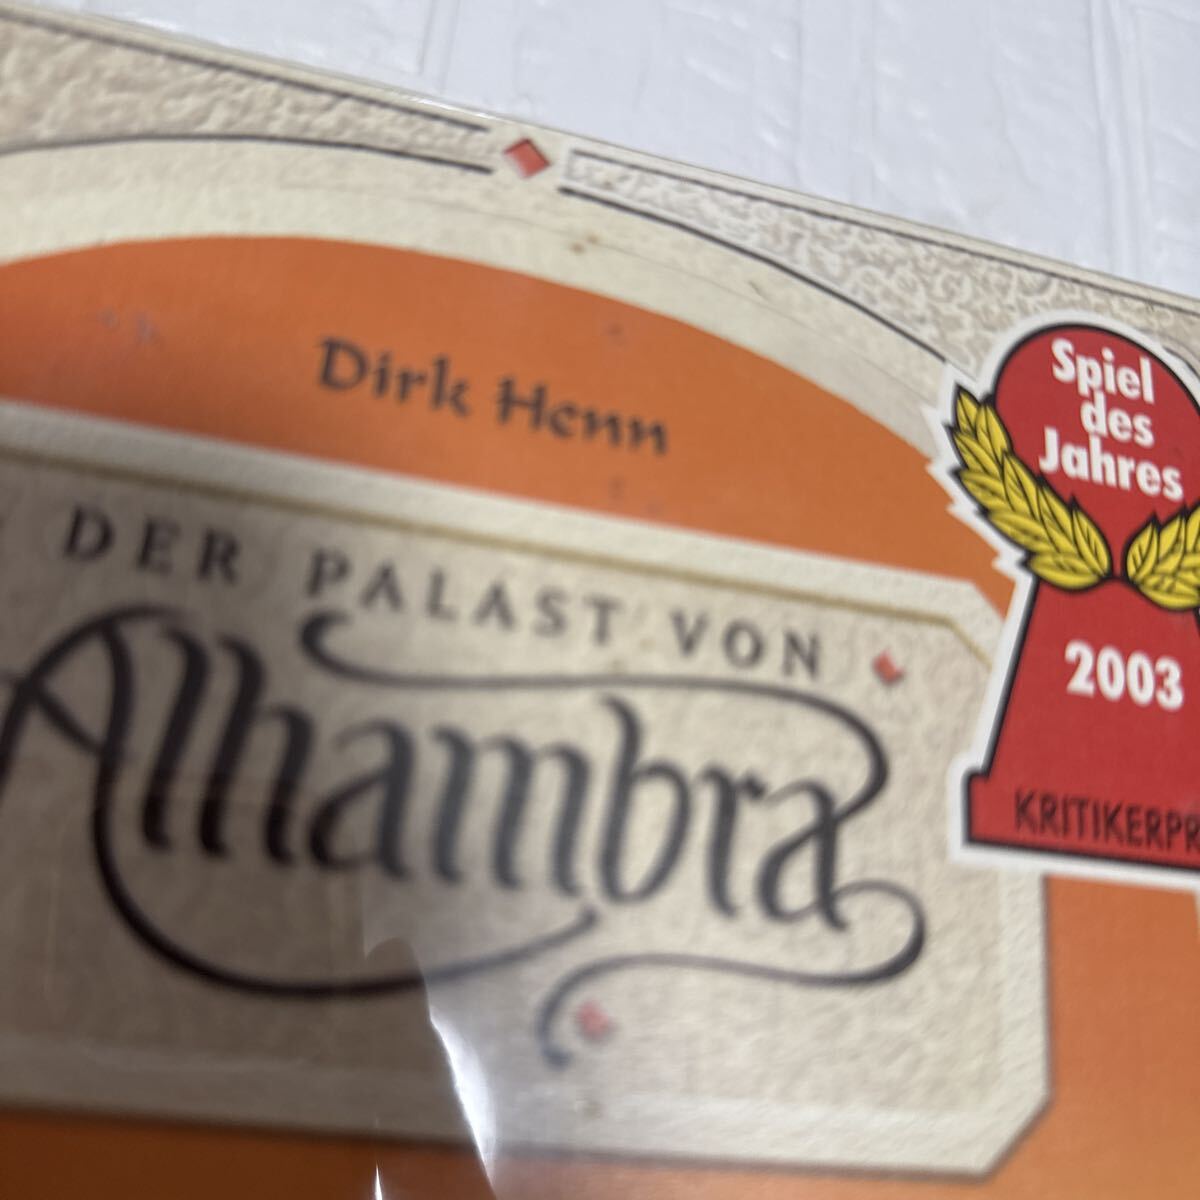 Dirk Henn
DER PALAST VON
Alhambra
Spiel
des
Jahres
2003
KRITIKERPR